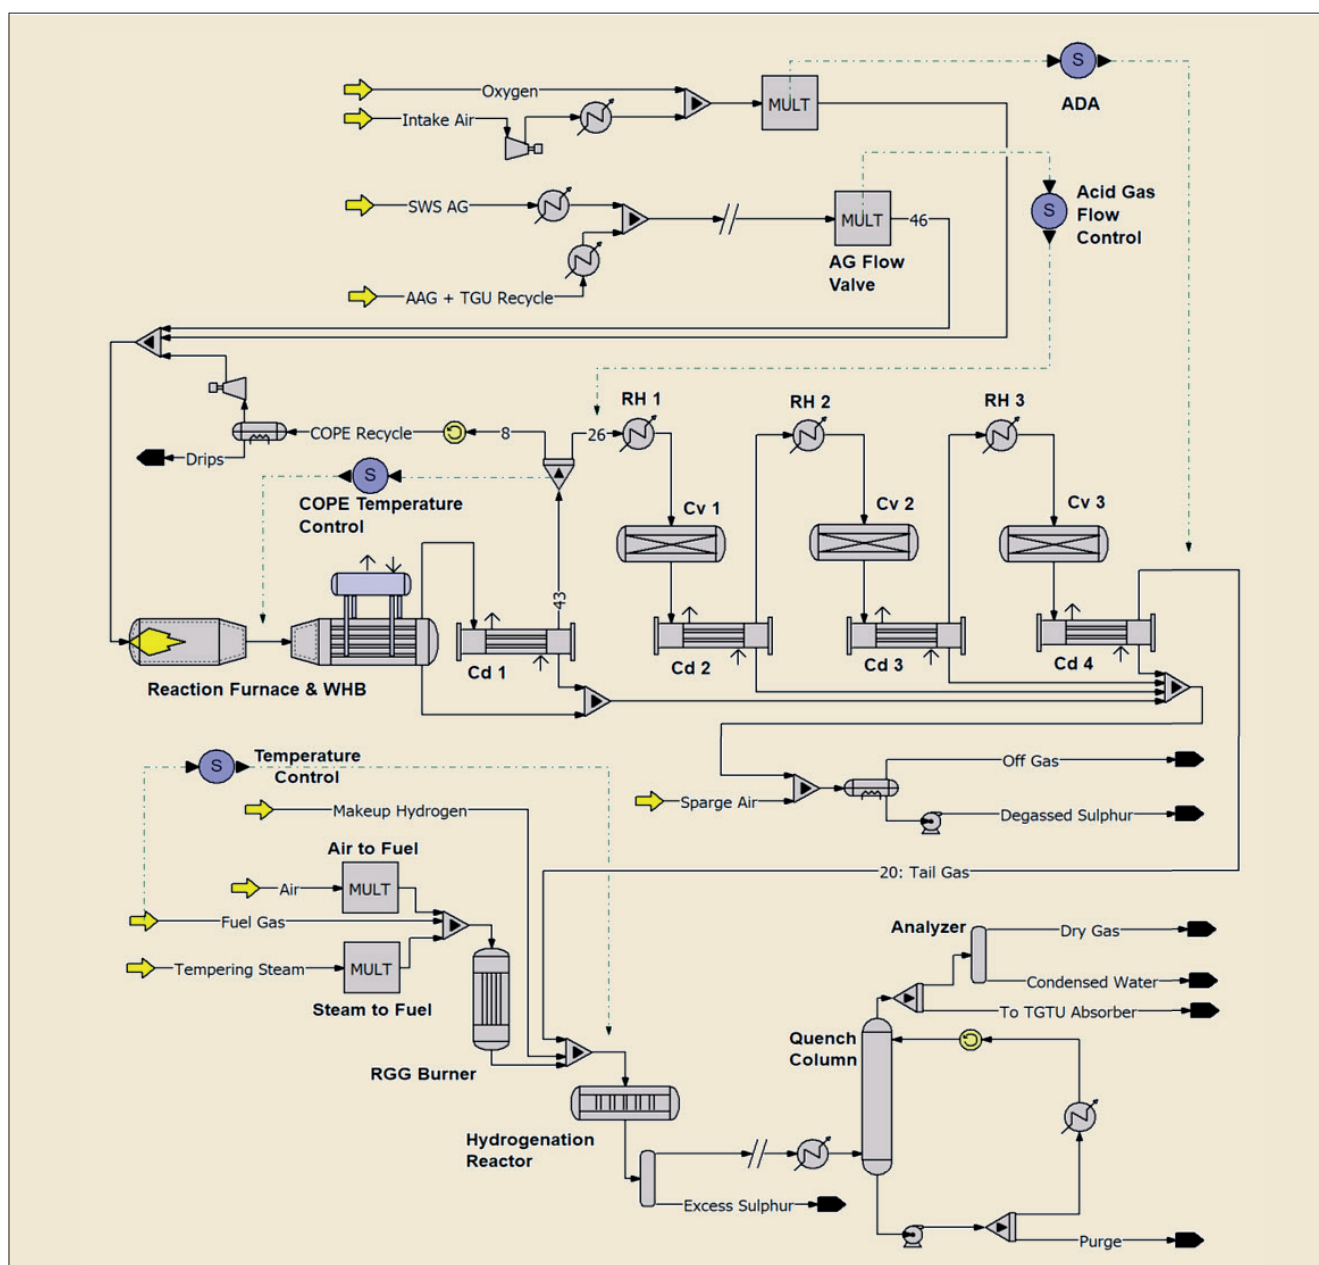 S
ADA
Oxygen
MULT
Intake Air
Acid Gas
Flow
Control
S
SWS AG
MULT
46
AG Flow
Valve
AAG + TGU Recycle
RH 1
RH 2
RH 3
COPE Recycle
8
26
Drips
S
COPE Temperature
Control
Cv 1
Cv 2
Cv 3
43
Cd 1
Cd 2
Cd 3
Cd 4
Reaction Furnace & WHB
S
Temperature
Control
Off Gas
Sparge Air
Degassed Sulphur
Makeup Hydrogen
Air to Fuel
20: Tail Gas
Air
MULT
Fuel Gas
Analyzer
Dry Gas
Tempering Steam
MULT
Condensed Water
Steam to Fuel
To TGTU Absorber
Quench
Column
RGG Burner
Hydrogenation
Reactor
Excess Sulphur
Purge